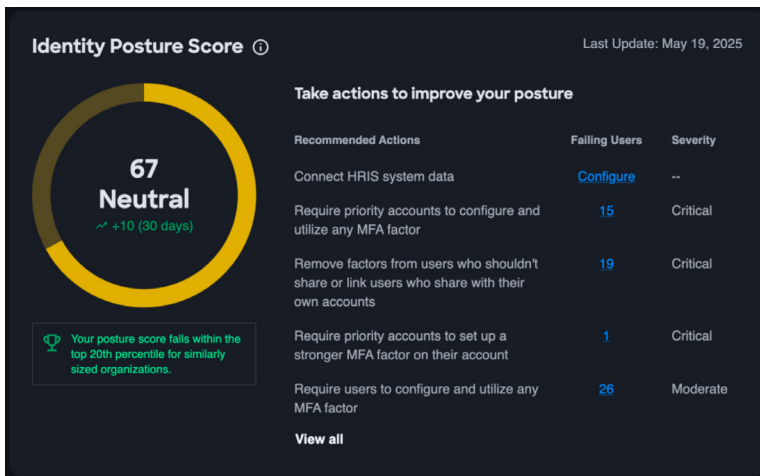 Identity Posture Score
Last Update: May 19, 2025
67
Neutral
+10 (30 days)
Your posture score falls within the
top 20th percentile for similarly
sized organizations.
Take actions to improve your posture
Recommended Actions Failing Users Severity
Connect HRIS system data Configure --
Require priority accounts to configure and 15 Critical
utilize any MFA factor
Remove factors from users who shouldn't 19 Critical
share or link users who share with their
own accounts
Require priority accounts to set up a 1 Critical
stronger MFA factor on their account
Require users to configure and utilize any 26 Moderate
MFA factor
View all